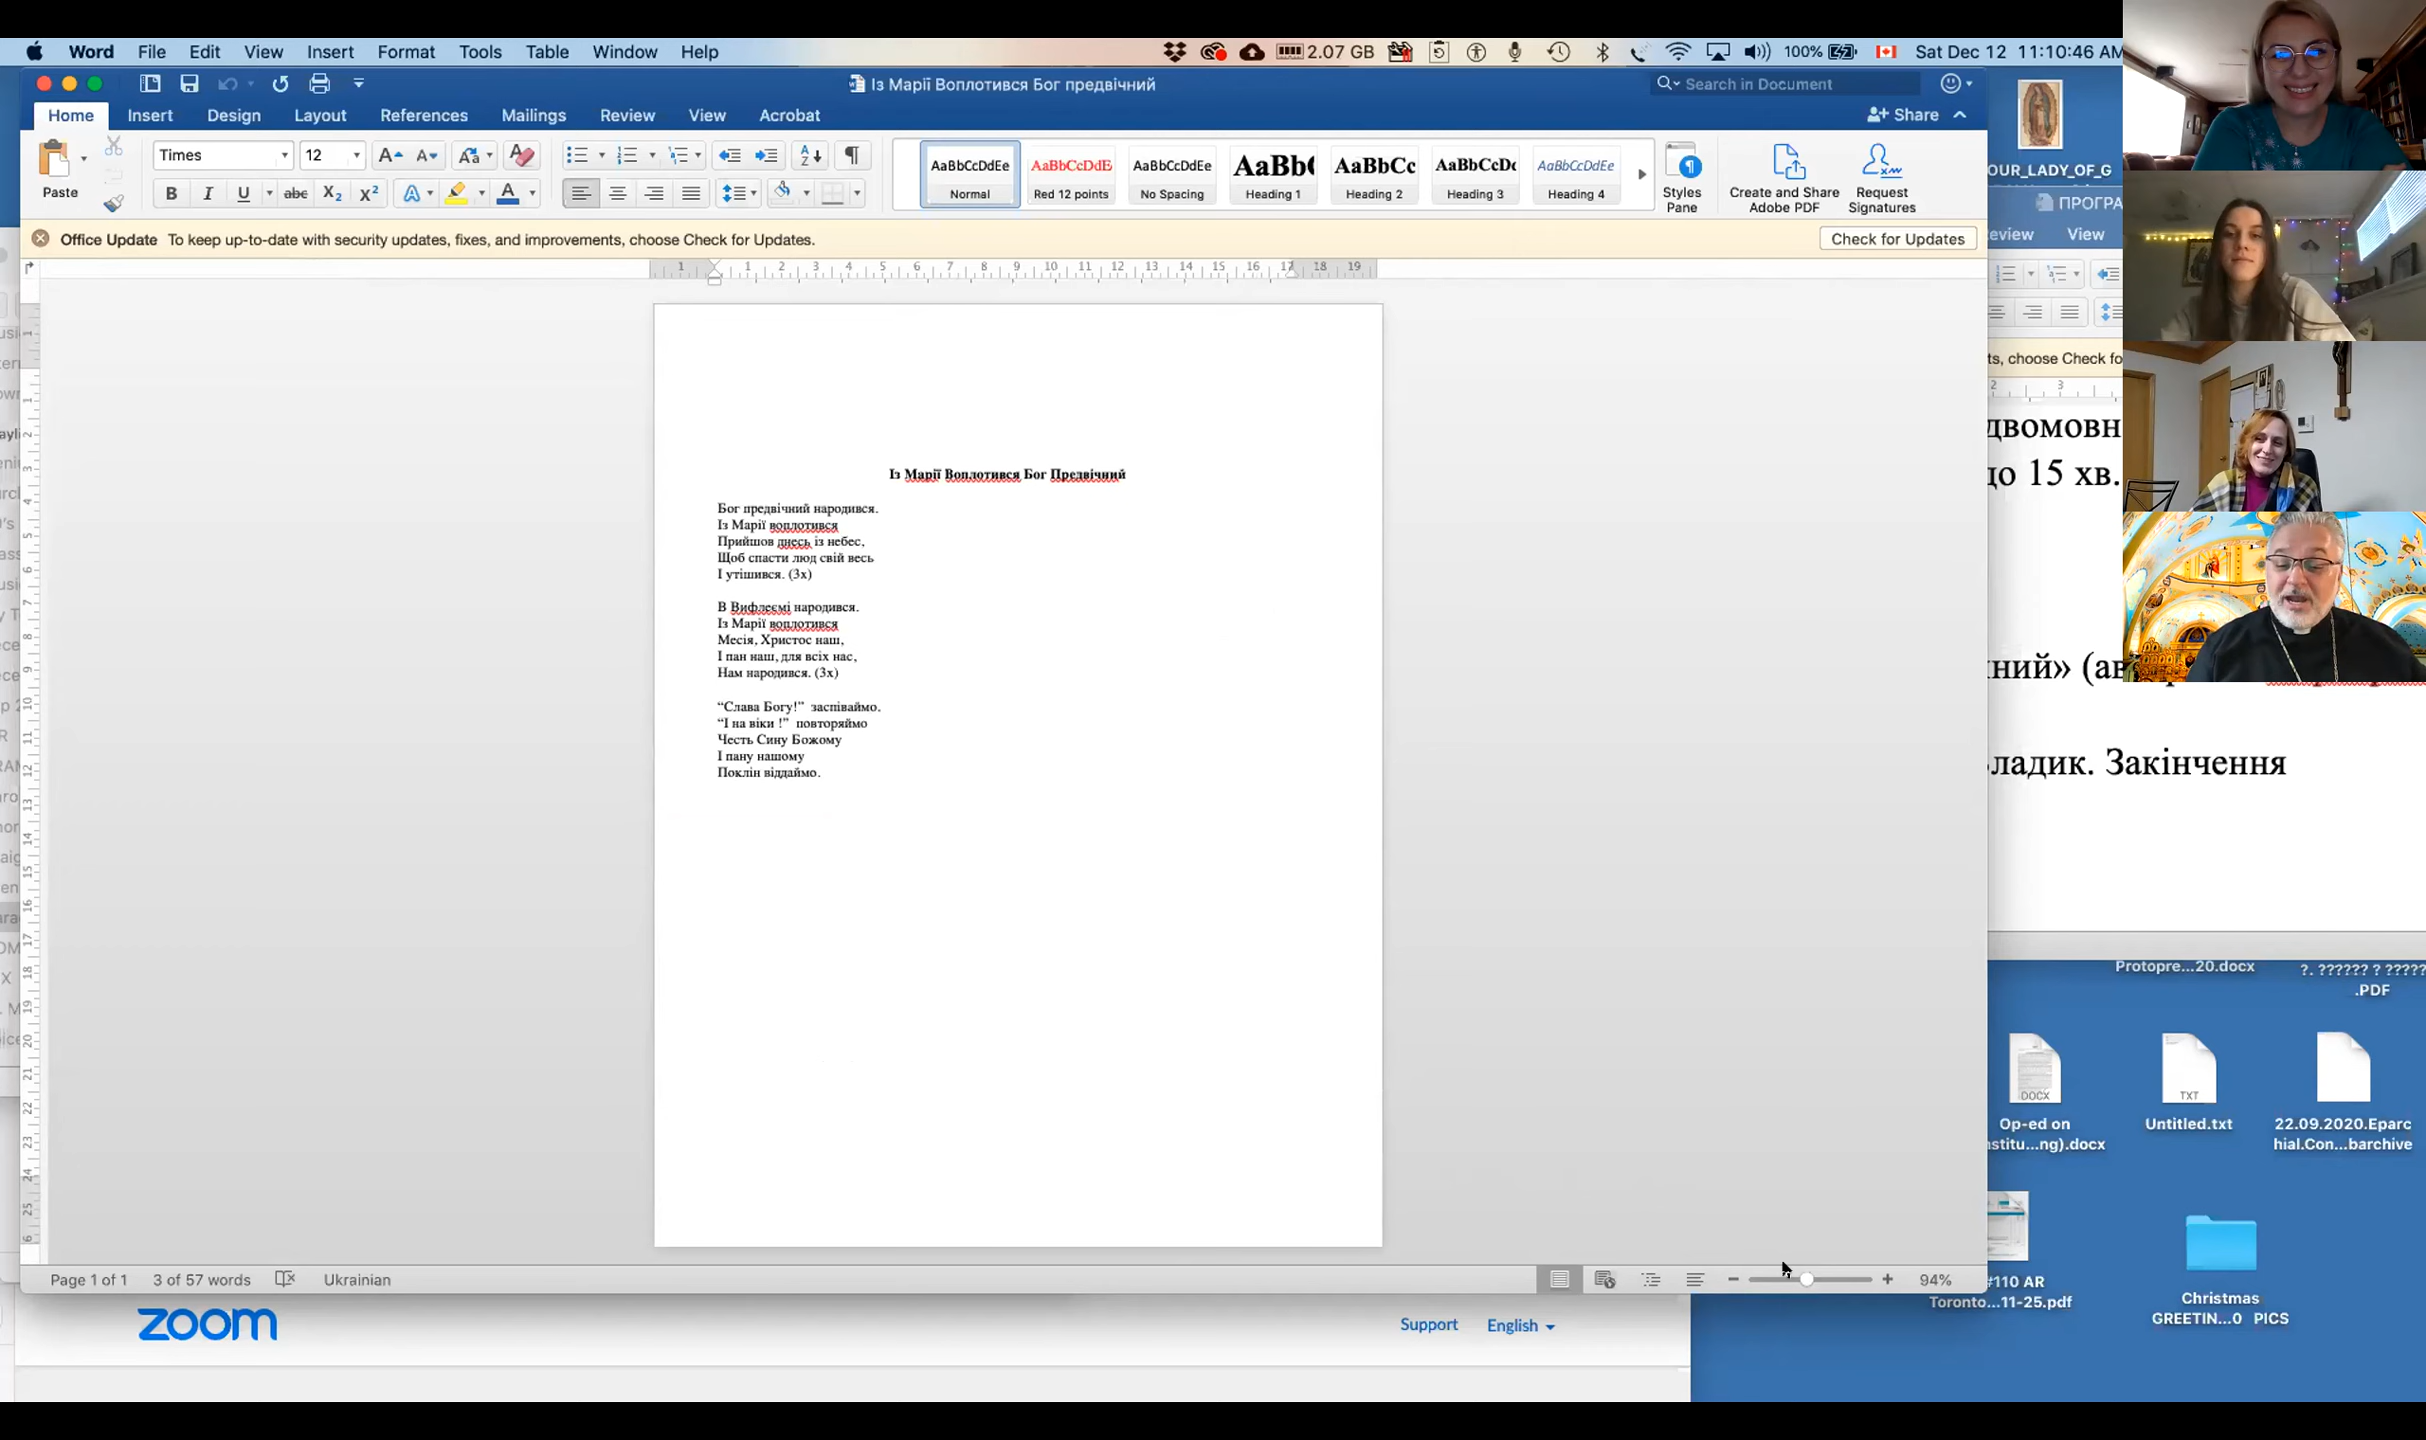 Word File Edit View Insert Format Tools Table Window Help 2.07 GB 100% Sat Dec 12 11:10:46 AM
Із Марії Воплотився Бог предвічний
Search in Document
Home Insert Design Layout References Mailings Review View Acrobat
Share
Paste
Times 12
AaBbCcDdEe Normal
AaBbCcDdE Red 12 points
AaBbCcDdEe No Spacing
AaBb( Heading 1
AaBbCc Heading 2
AaBbCcDc Heading 3
AaBbCcDdEe Heading 4
Styles Pane
Create and Share Adobe PDF
Request Signatures
Office Update To keep up-to-date with security updates, fixes, and improvements, choose Check for Updates.
Check for Updates
Із Марії Воплотився Бог Предвічний
Бог предвічний народився.
Із Марії воплотився
Прийшов днесь із небес,
Щоб спасти люд свій весь
І утішився. (3х)
В Вифлеємі народився.
Із Марії воплотився
Месія, Христос наш,
І пан наш, для всіх нас,
Нам народився. (3х)
“Слава Богу!” заспіваймо.
“І на віки !” повторяймо
Честь Сину Божому
І пану нашому
Поклін віддаймо.
Page 1 of 1 3 of 57 words Ukrainian 94%
zoom
Support English
OUR_LADY_OF_G
ПРОГРА
eview View
ts, choose Check fo
двомовн
до 15 хв.
ний» (ав
ладик. Закінчення
Protopre...20.docx
?. ?????? ? ?????
.PDF
DOCX
Op-ed on
nstitu...ng).docx
TXT
Untitled.txt
22.09.2020.Eparc
hial.Con...barchive
#110 AR
Toronto...11-25.pdf
Christmas
GREETIN...0 PICS